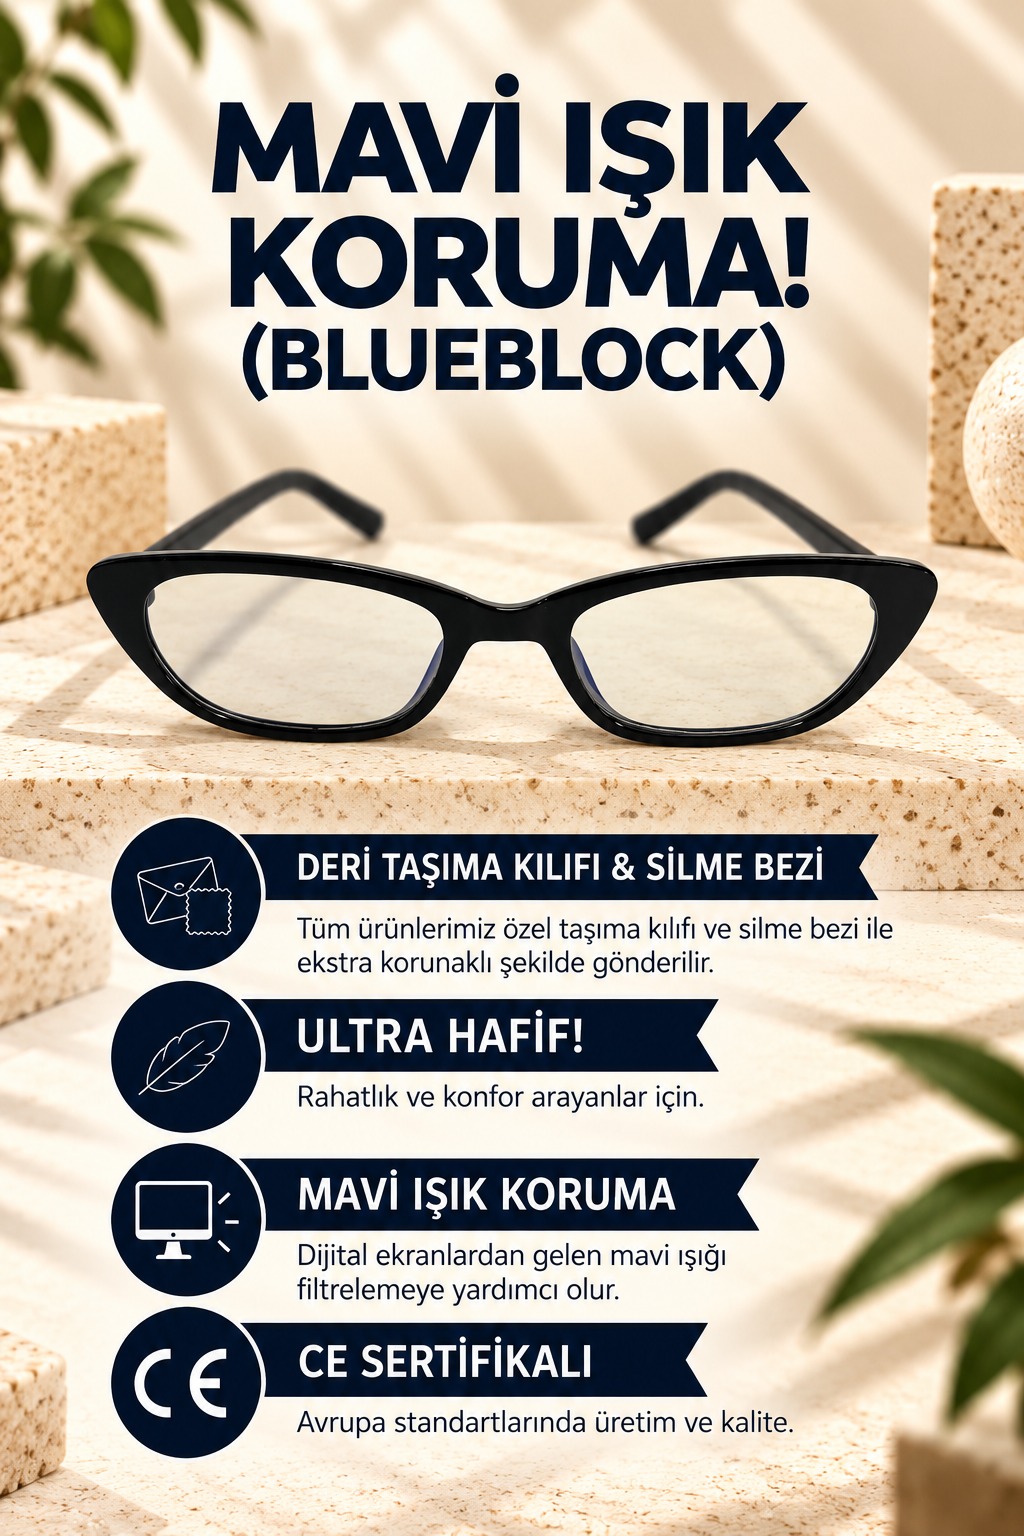 MAVİ IŞIK
KORUMA!
(BLUEBLOCK)
DERİ TAŞIMA KILIFI & SİLME BEZİ
Tüm ürünlerimiz özel taşıma kılıfı ve silme bezi ile
ekstra korunaklı şekilde gönderilir.
ULTRA HAFİF!
Rahatlık ve konfor arayanlar için.
MAVİ IŞIK KORUMA
Dijital ekranlardan gelen mavi ışığı
filtrelemeye yardımcı olur.
CE
CE SERTİFİKALI
Avrupa standartlarında üretim ve kalite.